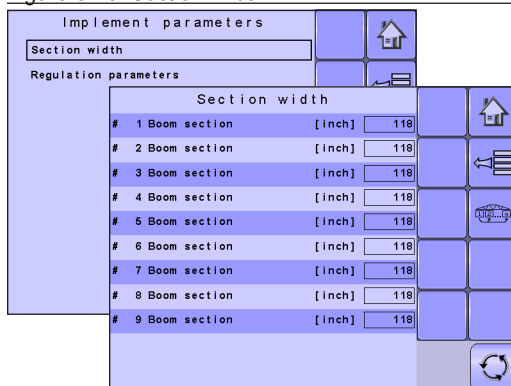 Implement parameters
Section width
Regulation parameters
Section width
# 1 Boom section [inch] 118
# 2 Boom section [inch] 118
# 3 Boom section [inch] 118
# 4 Boom section [inch] 118
# 5 Boom section [inch] 118
# 6 Boom section [inch] 118
# 7 Boom section [inch] 118
# 8 Boom section [inch] 118
# 9 Boom section [inch] 118